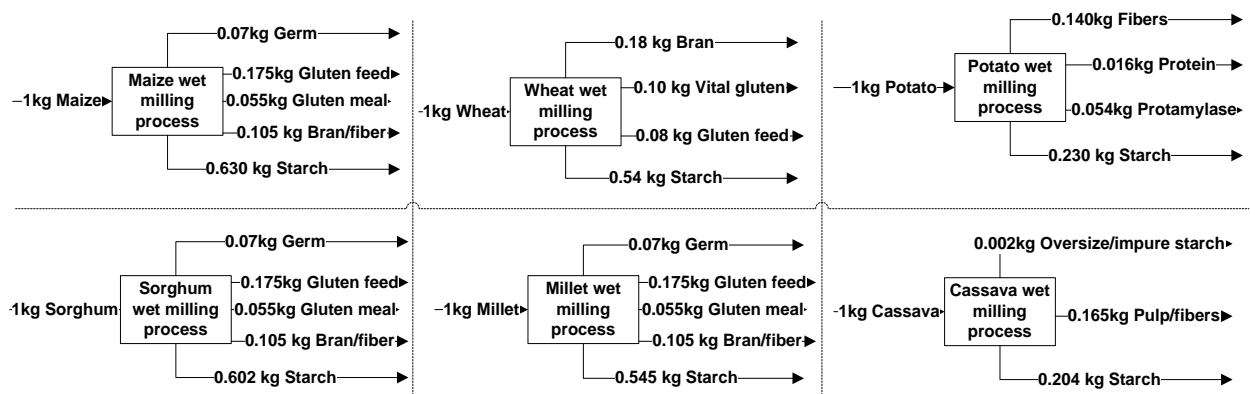 0.07kg Germ
0.175kg Gluten feed
1kg Maize
Maize wet
milling
process
0.055kg Gluten meal
0.105 kg Bran/fiber
0.630 kg Starch
0.18 kg Bran
0.10 kg Vital gluten
1kg Wheat
Wheat wet
milling
process
0.08 kg Gluten feed
0.54 kg Starch
0.140kg Fibers
0.016kg Protein
1kg Potato
Potato wet
milling
process
0.054kg Protamylase
0.230 kg Starch
0.07kg Germ
0.175kg Gluten feed
1kg Sorghum
Sorghum
wet milling
process
0.055kg Gluten meal
0.105 kg Bran/fiber
0.602 kg Starch
0.07kg Germ
0.175kg Gluten feed
1kg Millet
Millet wet
milling
process
0.055kg Gluten meal
0.105 kg Bran/fiber
0.545 kg Starch
0.002kg Oversize/impure starch
1kg Cassava
Cassava wet
milling
process
0.165kg Pulp/fibers
0.204 kg Starch